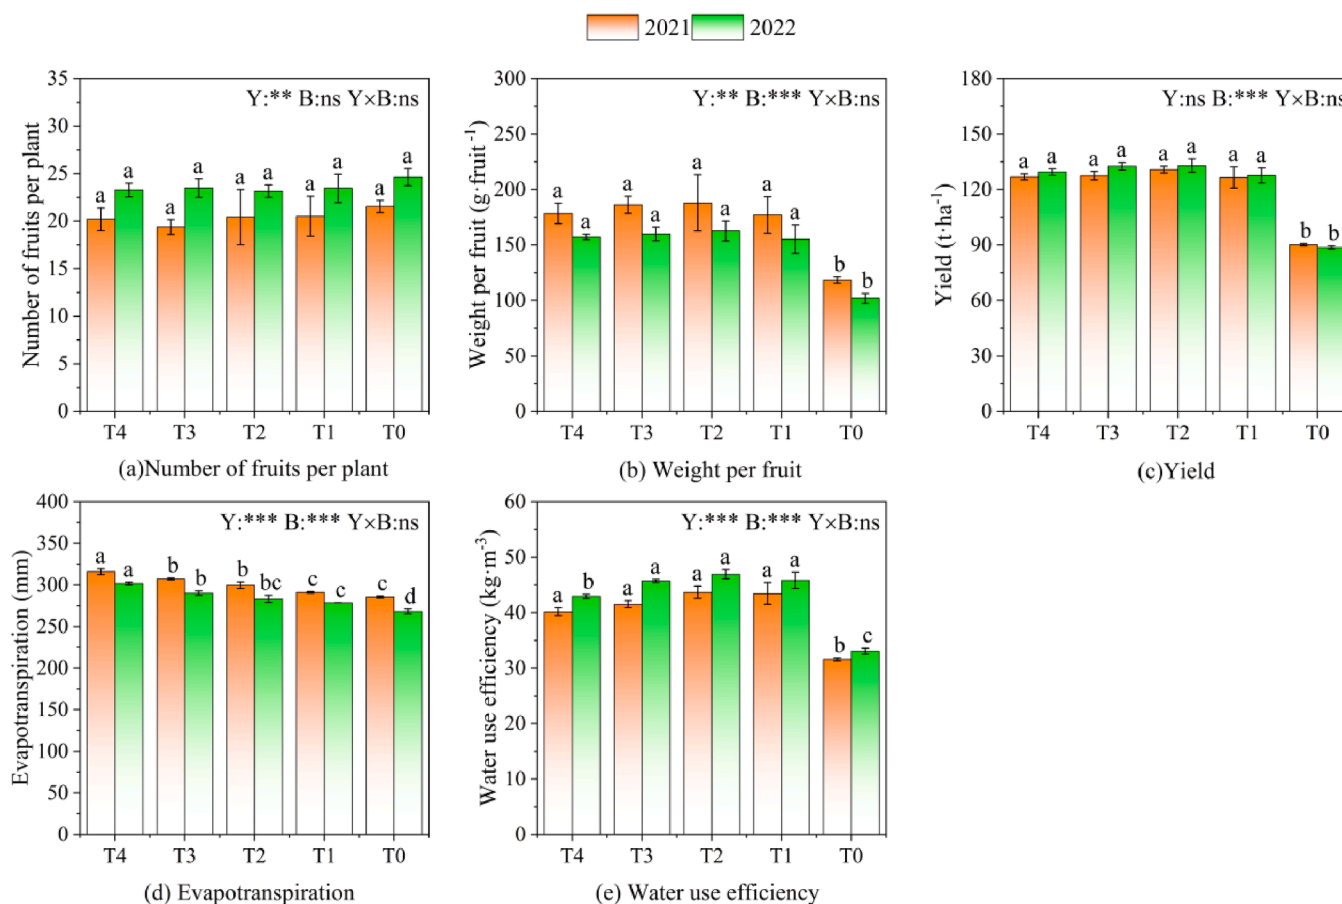 2021 2022
35
30
25
20
15
10
5
0
Number of fruits per plant
Y:** B:ns Y×B:ns
a a a a a a a a a a
T4 T3 T2 T1 T0
(a)Number of fruits per plant
300
250
200
150
100
50
0
Weight per fruit (g·fruit⁻¹)
Y:** B:*** Y×B:ns
a a a a a a a a b b
T4 T3 T2 T1 T0
(b) Weight per fruit
180
150
120
90
60
30
0
Yield (t·ha⁻¹)
Y:ns B:*** Y×B:ns
a a a a a a a a b b
T4 T3 T2 T1 T0
(c)Yield
400
350
300
250
200
150
100
50
0
Evapotranspiration (mm)
Y:*** B:*** Y×B:ns
a a b b b bc c c c d
T4 T3 T2 T1 T0
(d) Evapotranspiration
60
50
40
30
20
10
0
Water use efficiency (kg·m⁻³)
Y:*** B:*** Y×B:ns
a b a a a a a a b c
T4 T3 T2 T1 T0
(e) Water use efficiency